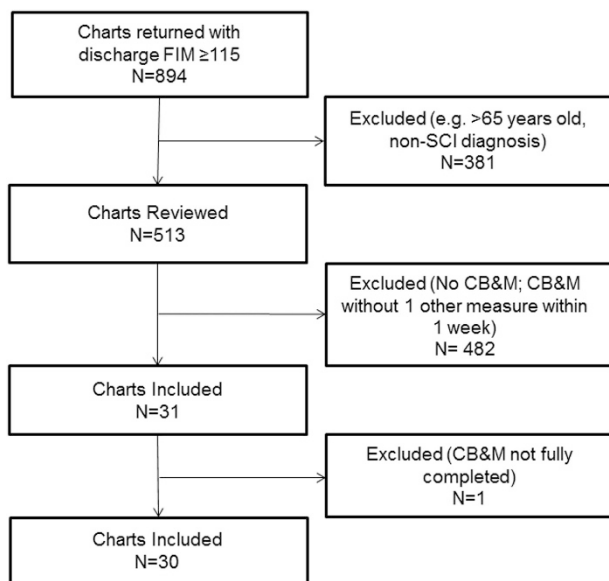 Charts returned with
discharge FIM ≥115
N=894
Excluded (e.g. >65 years old,
non-SCI diagnosis)
N=381
Charts Reviewed
N=513
Excluded (No CB&M; CB&M
without 1 other measure within
1 week)
N= 482
Charts Included
N=31
Excluded (CB&M not fully
completed)
N=1
Charts Included
N=30